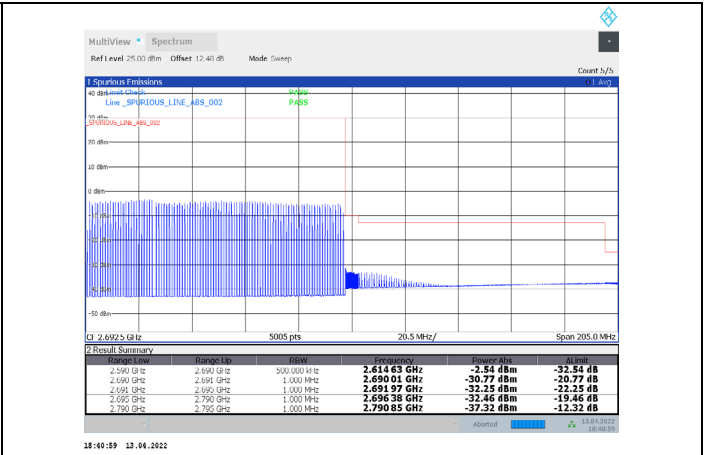 MultiView Spectrum
Ref Level 25.00 dBm Offset 12.48 dB Mode Sweep
Count 5/5
1 Spurious Emissions 1 Avg
40 dBm Limit Check PASS
Line _SPURIOUS_LINE_ABS_002 PASS
30 dBm
_SPURIOUS_LINE_ABS_002
20 dBm
10 dBm
0 dBm
-10 dBm
-20 dBm
-30 dBm
-40 dBm
-50 dBm
CF 2.6925 GHz 5005 pts 20.5 MHz/ Span 205.0 MHz
2 Result Summary
Range Low Range Up RBW Frequency Power Abs ΔLimit
2.590 GHz 2.690 GHz 500.000 kHz 2.614 63 GHz -2.54 dBm -32.54 dB
2.690 GHz 2.691 GHz 1.000 MHz 2.690 01 GHz -30.77 dBm -20.77 dB
2.691 GHz 2.695 GHz 1.000 MHz 2.691 97 GHz -32.25 dBm -22.25 dB
2.695 GHz 2.790 GHz 1.000 MHz 2.696 38 GHz -32.46 dBm -19.46 dB
2.790 GHz 2.795 GHz 1.000 MHz 2.790 85 GHz -37.32 dBm -12.32 dB
Aborted 13.04.2022
18:40:59
18:40:59 13.04.2022